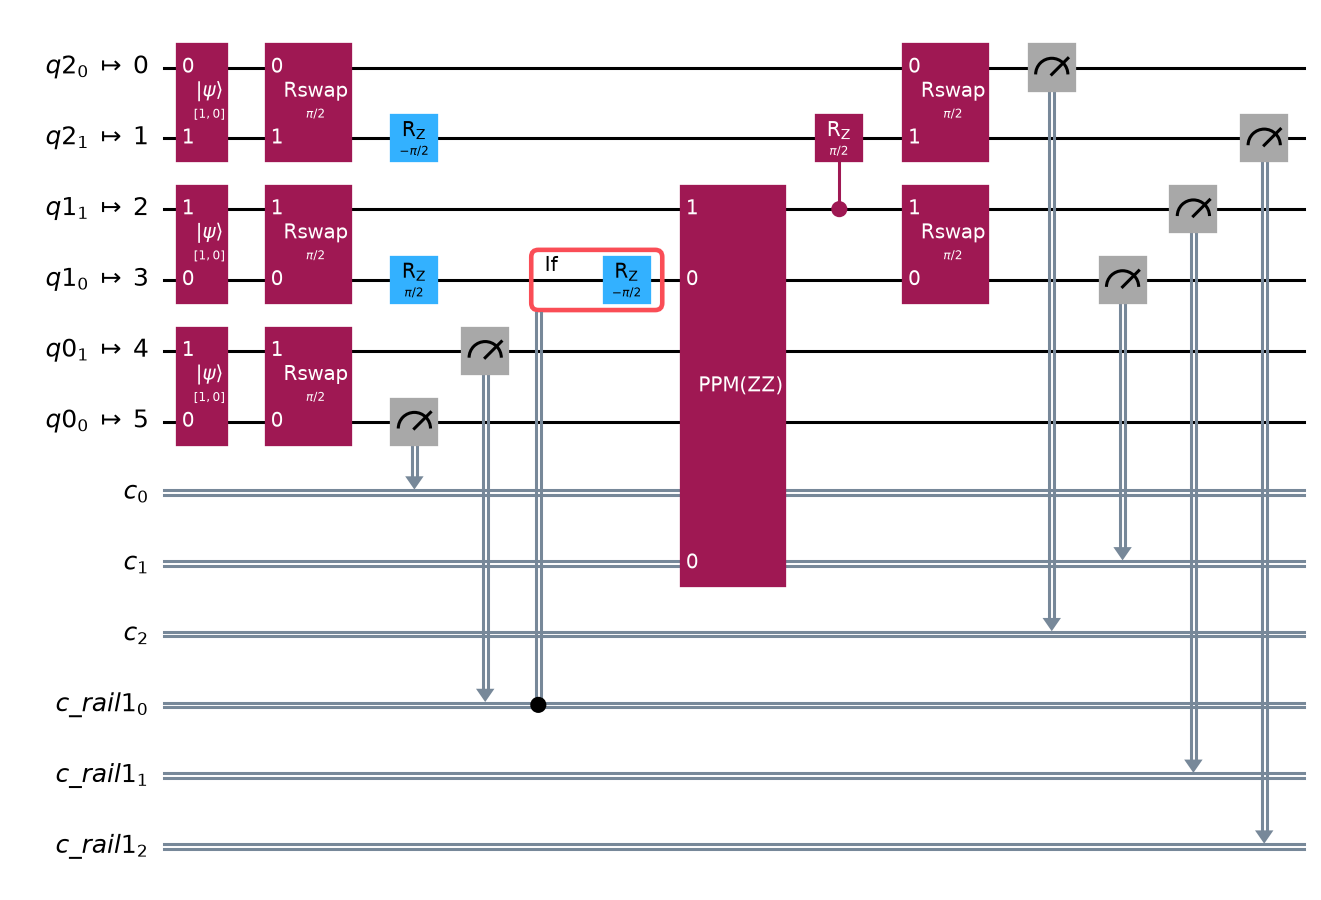 q2₀ ↦ 0
0
|ψ⟩
[1, 0]
1
0
Rswap
π/2
1
0
Rswap
π/2
1
q2₁ ↦ 1
R_Z
−π/2
R_Z
π/2
q1₁ ↦ 2
1
|ψ⟩
[1, 0]
0
1
Rswap
π/2
0
1
0
PPM(ZZ)
0
1
Rswap
π/2
0
q1₀ ↦ 3
R_Z
π/2
If
R_Z
−π/2
q0₁ ↦ 4
1
|ψ⟩
[1, 0]
0
1
Rswap
π/2
0
q0₀ ↦ 5
c₀
c₁
c₂
c_rail1₀
c_rail1₁
c_rail1₂